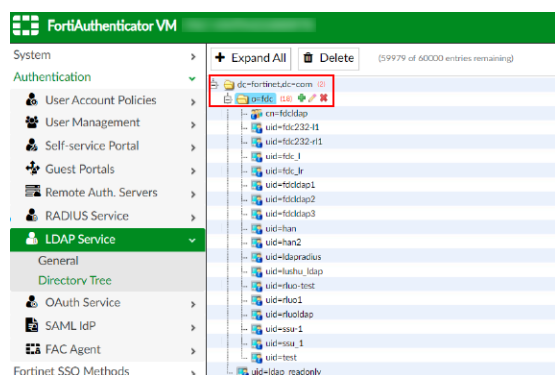 FortiAuthenticator VM
System
Authentication
User Account Policies
User Management
Self-service Portal
Guest Portals
Remote Auth. Servers
RADIUS Service
LDAP Service
General
Directory Tree
OAuth Service
SAML IdP
FAC Agent
Fortinet SSO Methods
Expand All Delete (59979 of 60000 entries remaining)
dc=fortinet,dc=com (2)
o=fdc (18)
cn=fdcldap
uid=fdc232-l1
uid=fdc232-rl1
uid=fdc_l
uid=fdc_lr
uid=fdcldap1
uid=fdcldap2
uid=fdcldap3
uid=han
uid=han2
uid=ldapradius
uid=lushu_ldap
uid=rluo-test
uid=rluo1
uid=rluoldap
uid=ssu-1
uid=ssu_1
uid=test
uid=ldap_readonly